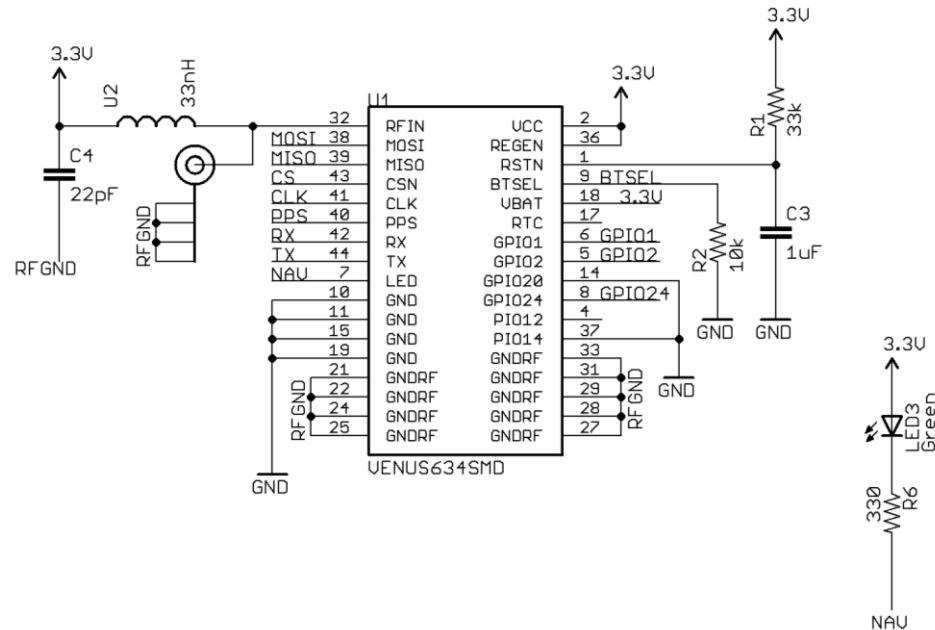 3.3V
U2
33nH
C4
22pF
RFGND
RFGND
U1
32 RFIN
MOSI 38 MOSI
MISO 39 MISO
CS 43 CSN
CLK 41 CLK
PPS 40 PPS
RX 42 RX
TX 44 TX
NAV 7 LED
10 GND
11 GND
15 GND
19 GND
21 GNDRF
22 GNDRF
24 GNDRF
25 GNDRF
RFGND
GND
VENUS634SMD
3.3V
VCC 2
REGEN 36
RSTN 1
BTSEL 9 BTSEL
VBAT 18 3.3V
RTC 17
GPIO1 6 GPIO1
GPIO2 5 GPIO2
GPIO20 14
GPIO24 8 GPIO24
PIO12 4
PIO14 37
GNDRF 33
GNDRF 31
GNDRF 29
GNDRF 28
GNDRF 27
RFGND
GND
3.3V
R1
33k
R2
10k
GND
C3
1uF
GND
3.3V
LED3
Green
330
R6
NAV